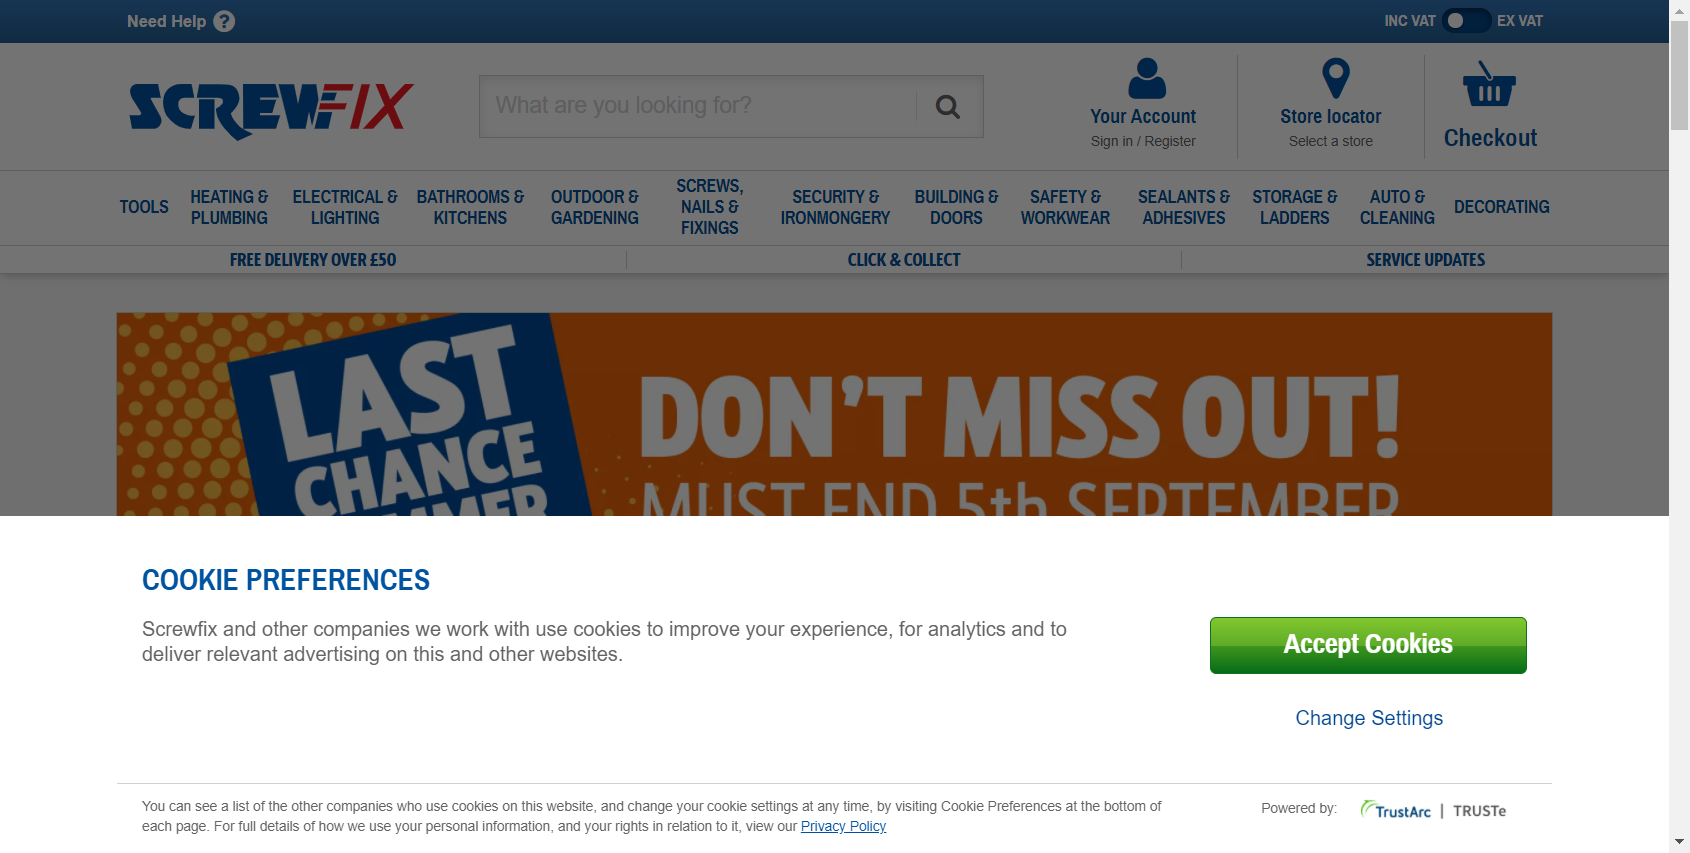 Need Help ?
INC VAT EX VAT
SCREWFIX
What are you looking for?
Your Account
Sign in / Register
Store locator
Select a store
Checkout
TOOLS
HEATING &
PLUMBING
ELECTRICAL &
LIGHTING
BATHROOMS &
KITCHENS
OUTDOOR &
GARDENING
SCREWS,
NAILS &
FIXINGS
SECURITY &
IRONMONGERY
BUILDING &
DOORS
SAFETY &
WORKWEAR
SEALANTS &
ADHESIVES
STORAGE &
LADDERS
AUTO &
CLEANING
DECORATING
FREE DELIVERY OVER £50
CLICK & COLLECT
SERVICE UPDATES
LAST
CHANCE
DON'T MISS OUT!
MUST END 5th SEPTEMBER
COOKIE PREFERENCES
Screwfix and other companies we work with use cookies to improve your experience, for analytics and to
deliver relevant advertising on this and other websites.
Accept Cookies
Change Settings
You can see a list of the other companies who use cookies on this website, and change your cookie settings at any time, by visiting Cookie Preferences at the bottom of
each page. For full details of how we use your personal information, and your rights in relation to it, view our Privacy Policy
Powered by: TrustArc | TRUSTe